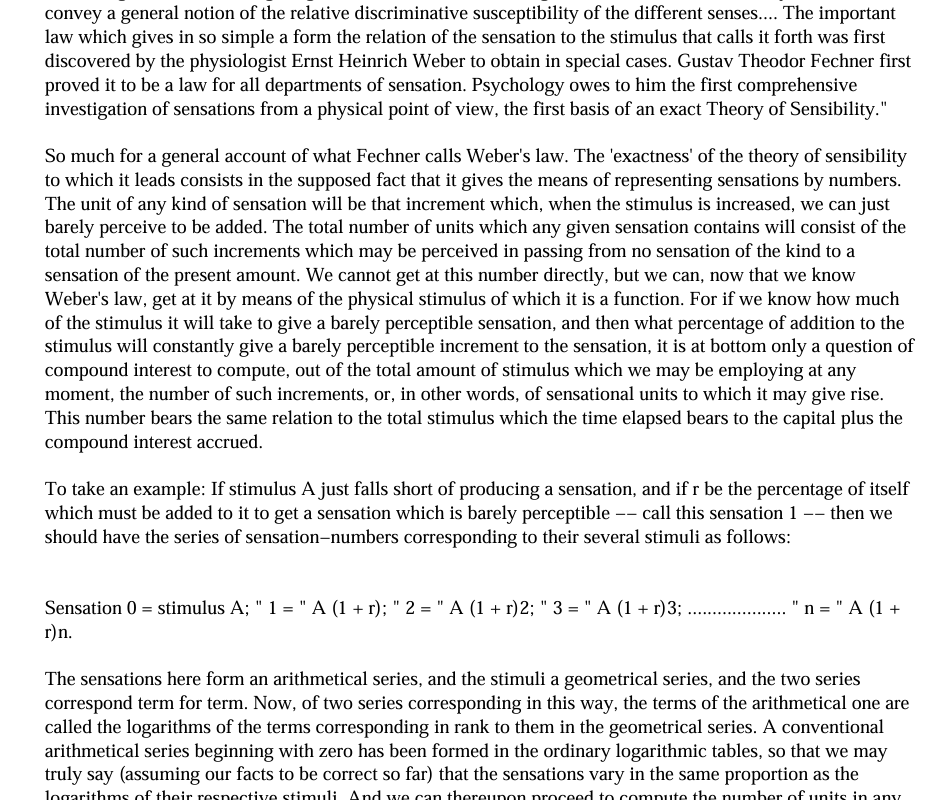 convey a general notion of the relative discriminative susceptibility of the different senses.... The important
law which gives in so simple a form the relation of the sensation to the stimulus that calls it forth was first
discovered by the physiologist Ernst Heinrich Weber to obtain in special cases. Gustav Theodor Fechner first
proved it to be a law for all departments of sensation. Psychology owes to him the first comprehensive
investigation of sensations from a physical point of view, the first basis of an exact Theory of Sensibility."
So much for a general account of what Fechner calls Weber's law. The 'exactness' of the theory of sensibility
to which it leads consists in the supposed fact that it gives the means of representing sensations by numbers.
The unit of any kind of sensation will be that increment which, when the stimulus is increased, we can just
barely perceive to be added. The total number of units which any given sensation contains will consist of the
total number of such increments which may be perceived in passing from no sensation of the kind to a
sensation of the present amount. We cannot get at this number directly, but we can, now that we know
Weber's law, get at it by means of the physical stimulus of which it is a function. For if we know how much
of the stimulus it will take to give a barely perceptible sensation, and then what percentage of addition to the
stimulus will constantly give a barely perceptible increment to the sensation, it is at bottom only a question of
compound interest to compute, out of the total amount of stimulus which we may be employing at any
moment, the number of such increments, or, in other words, of sensational units to which it may give rise.
This number bears the same relation to the total stimulus which the time elapsed bears to the capital plus the
compound interest accrued.
To take an example: If stimulus A just falls short of producing a sensation, and if r be the percentage of itself
which must be added to it to get a sensation which is barely perceptible −− call this sensation 1 −− then we
should have the series of sensation−numbers corresponding to their several stimuli as follows:
Sensation 0 = stimulus A; " 1 = " A (1 + r); " 2 = " A (1 + r)2; " 3 = " A (1 + r)3; .................... " n = " A (1 +
r)n.
The sensations here form an arithmetical series, and the stimuli a geometrical series, and the two series
correspond term for term. Now, of two series corresponding in this way, the terms of the arithmetical one are
called the logarithms of the terms corresponding in rank to them in the geometrical series. A conventional
arithmetical series beginning with zero has been formed in the ordinary logarithmic tables, so that we may
truly say (assuming our facts to be correct so far) that the sensations vary in the same proportion as the
logarithms of their respective stimuli. And we can thereupon proceed to compute the number of units in any